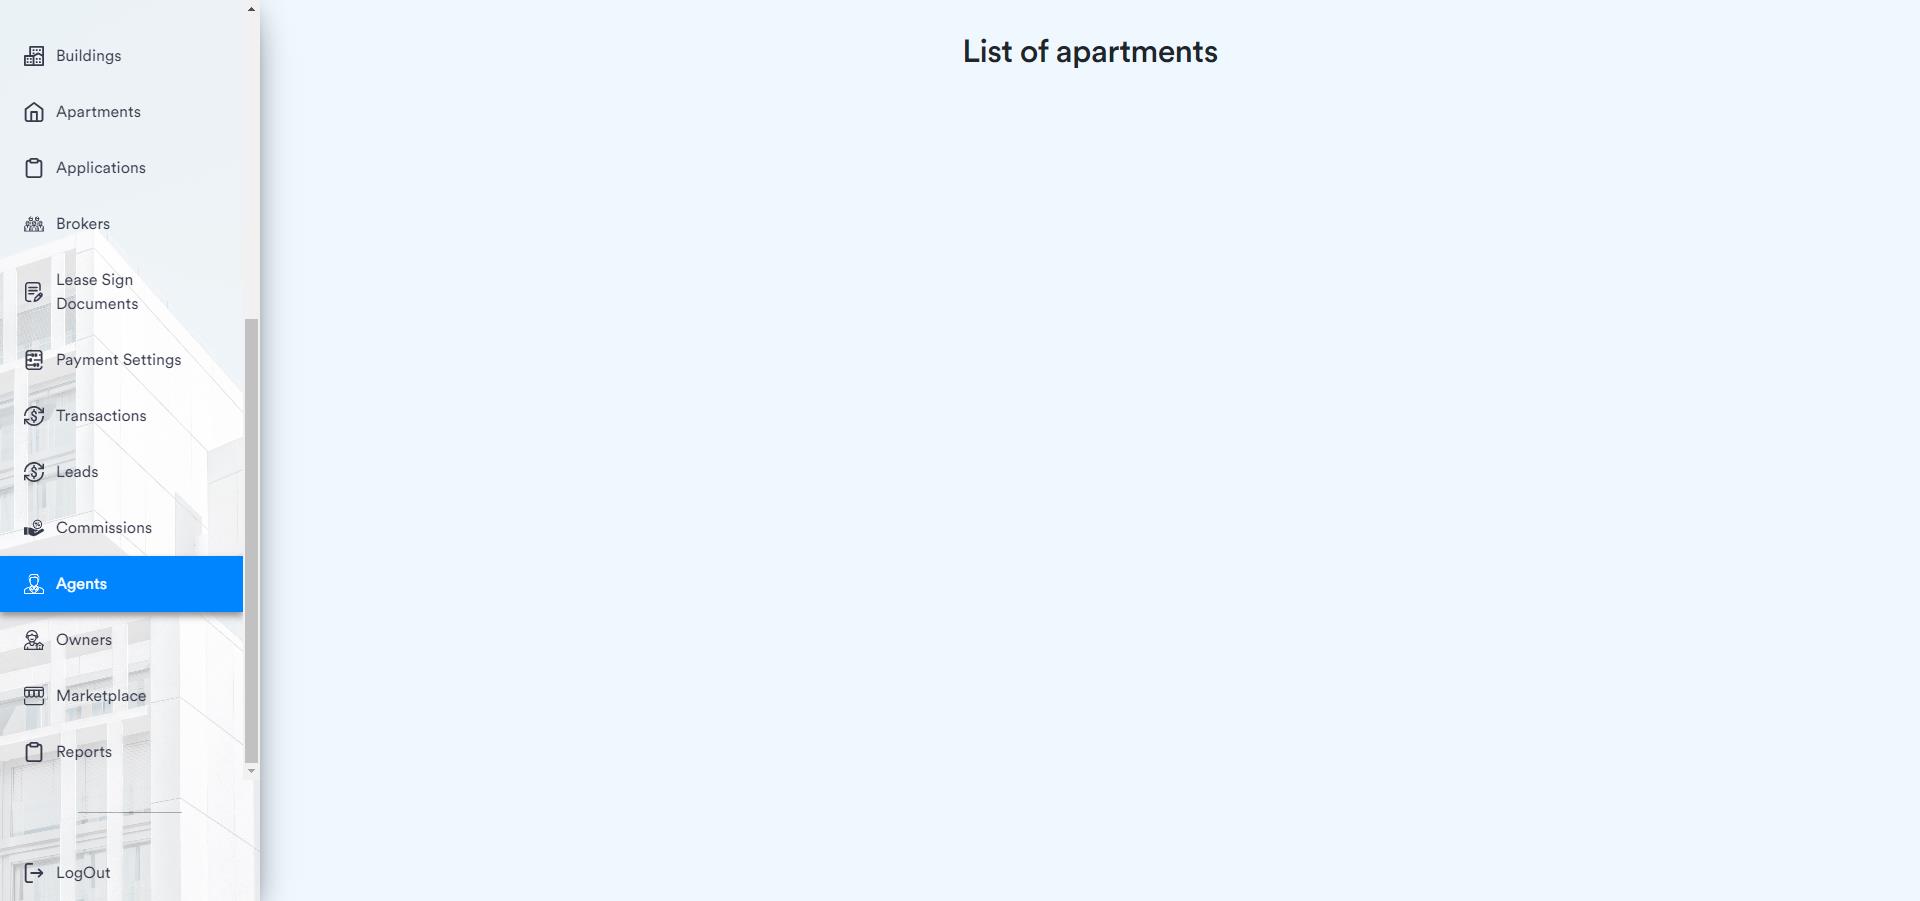 Buildings
Apartments
Applications
Brokers
Lease Sign
Documents
Payment Settings
Transactions
Leads
Commissions
Agents
Owners
Marketplace
Reports
LogOut
List of apartments